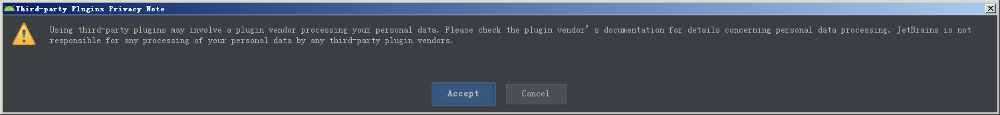 Third-party Plugins Privacy Note
Using third-party plugins may involve a plugin vendor processing your personal data. Please check the plugin vendor’s documentation for details concerning personal data processing. JetBrains is not
responsible for any processing of your personal data by any third-party plugin vendors.
Accept
Cancel